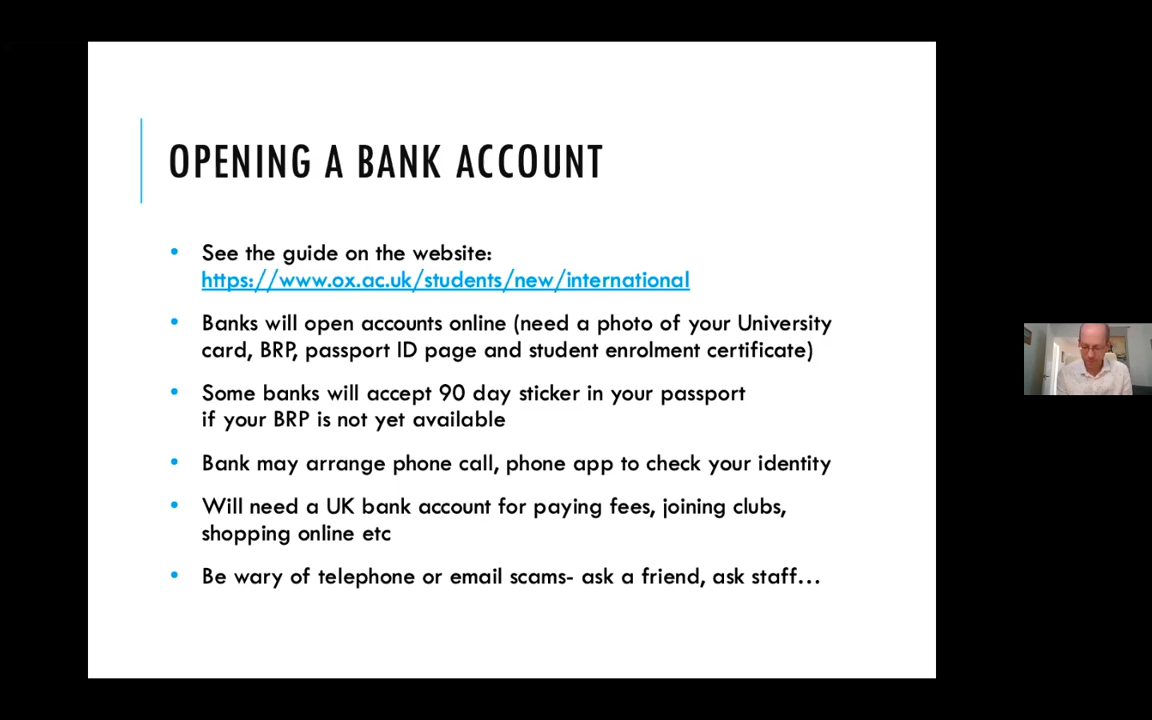 OPENING A BANK ACCOUNT
• See the guide on the website:
https://www.ox.ac.uk/students/new/international
• Banks will open accounts online (need a photo of your University
card, BRP, passport ID page and student enrolment certificate)
• Some banks will accept 90 day sticker in your passport
if your BRP is not yet available
• Bank may arrange phone call, phone app to check your identity
• Will need a UK bank account for paying fees, joining clubs,
shopping online etc
• Be wary of telephone or email scams- ask a friend, ask staff…